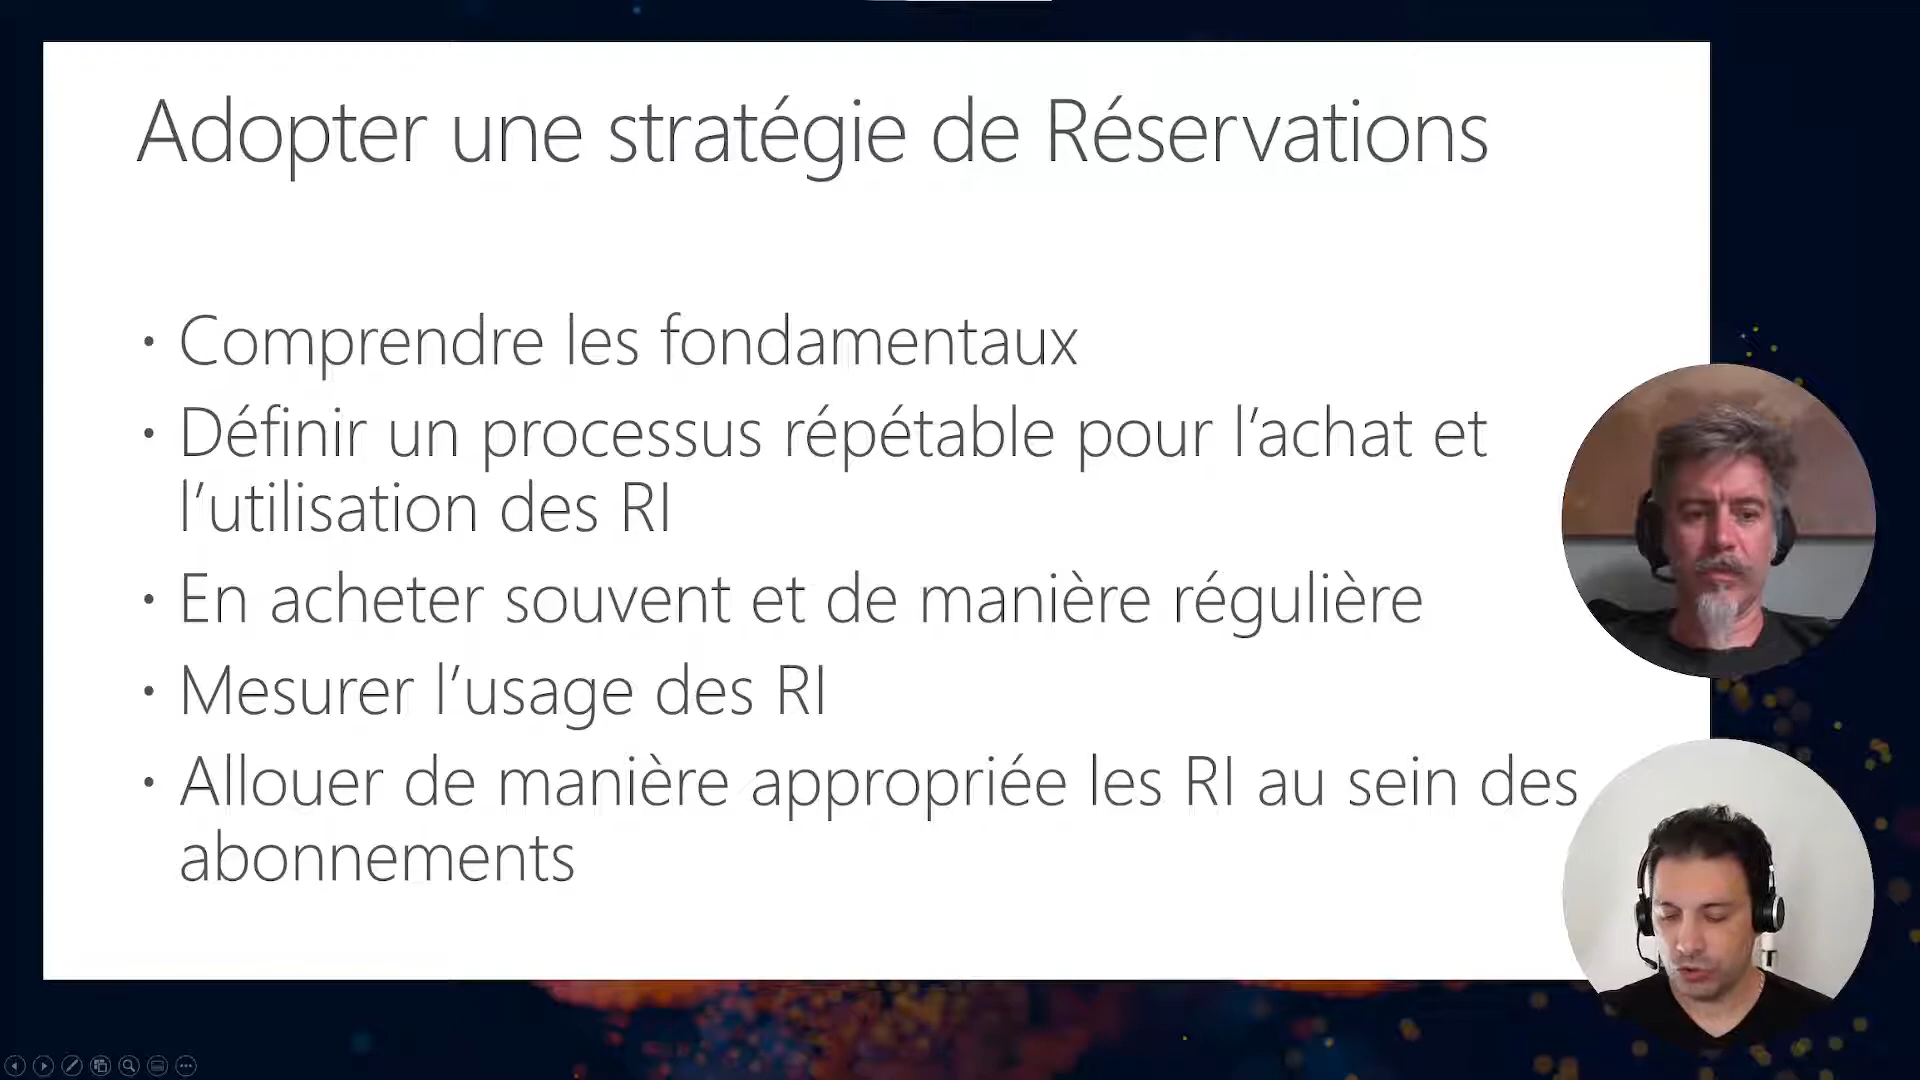 Adopter une stratégie de Réservations
• Comprendre les fondamentaux
• Définir un processus répétable pour l’achat et
l’utilisation des RI
• En acheter souvent et de manière régulière
• Mesurer l’usage des RI
• Allouer de manière appropriée les RI au sein des
abonnements